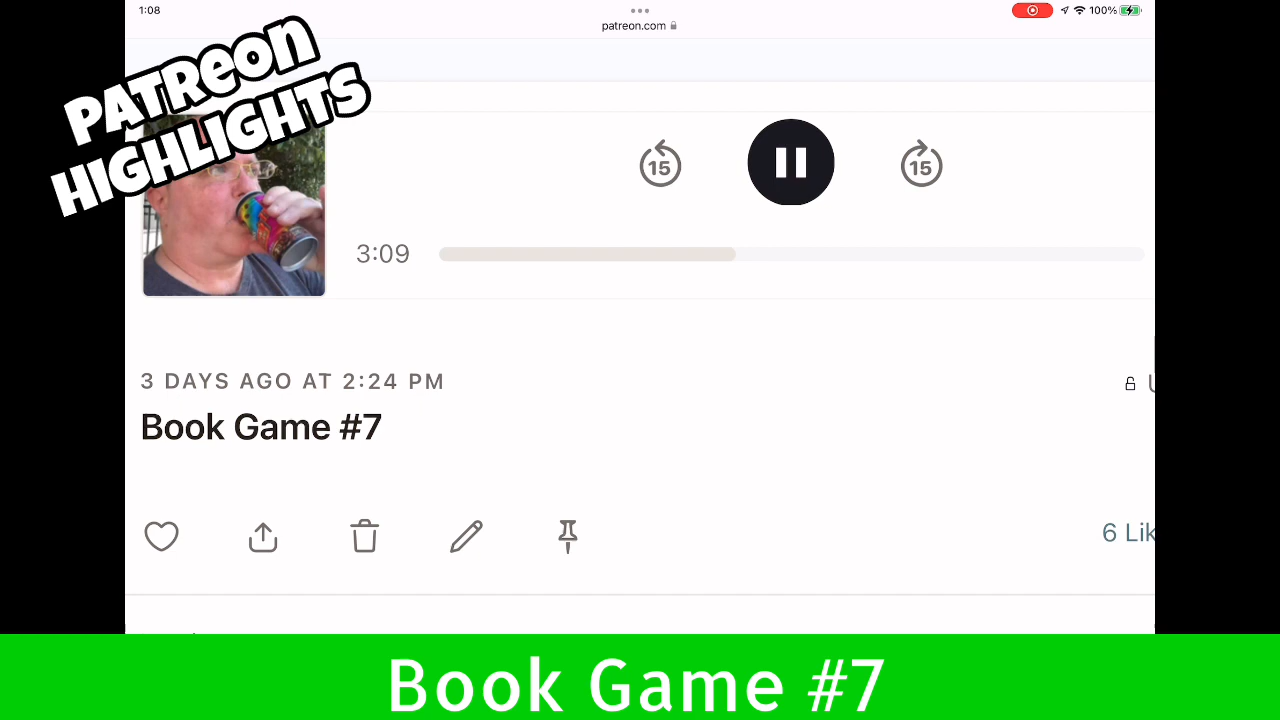 1:08
patreon.com
100%
PATREON
HIGHLIGHTS
15
15
3:09
3 DAYS AGO AT 2:24 PM
Book Game #7
6 Lik
Book Game #7